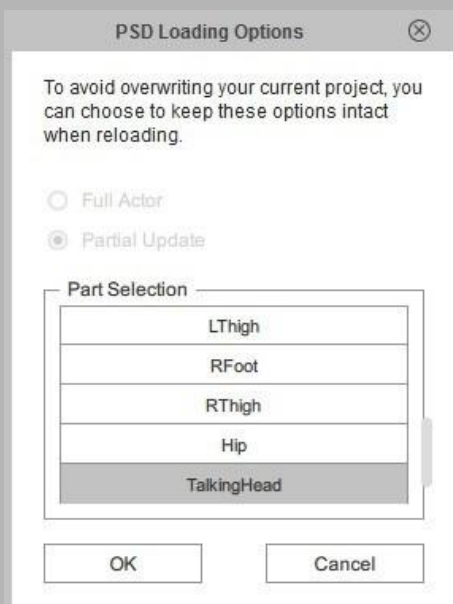 PSD Loading Options
To avoid overwriting your current project, you
can choose to keep these options intact
when reloading.
Full Actor
Partial Update
Part Selection
LThigh
RFoot
RThigh
Hip
TalkingHead
OK
Cancel